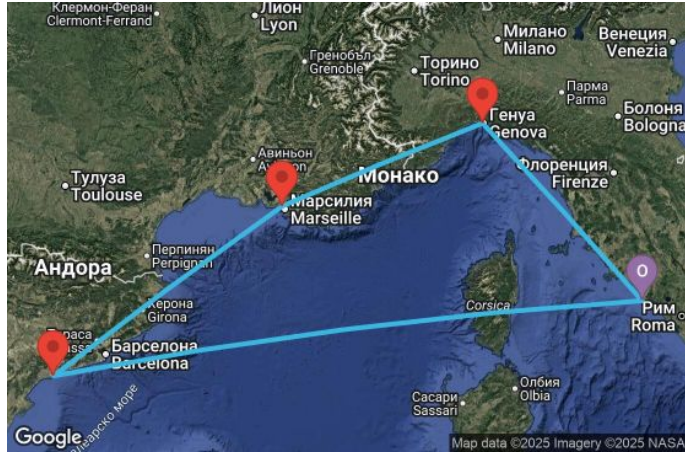 Клермон-Феран
Clermont-Ferrand
Лион
Lyon
Милано
Milano
Венеция
Venezia
Гренобъл
Grenoble
Торино
Torino
Парма
Parma
Генуа
Genova
Болоня
Bologna
Авиньон
Тулуза
Toulouse
Монако
Флоренция
Firenze
Марсилия
Marseille
Перпинян
Perpignan
Андора
Херона
Girona
O
Corsica
Рим
Roma
Барселона
Barcelona
Олбия
Olbia
Сасари
Sassari
море
Google
Map data ©2025 Imagery ©2025 NASA